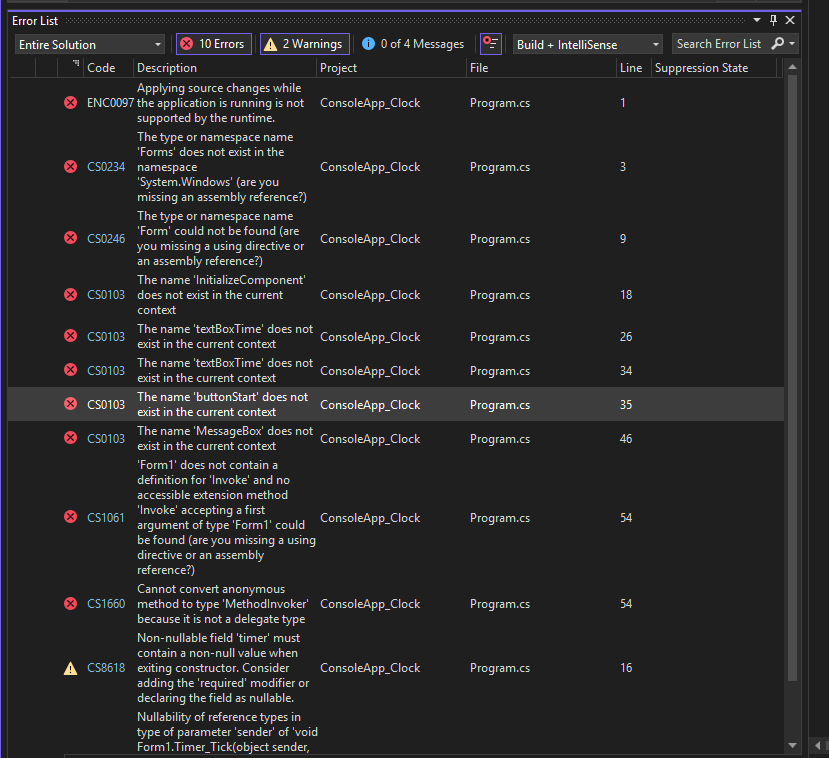 Error List
Entire Solution
10 Errors
2 Warnings
0 of 4 Messages
Build + IntelliSense
Search Error List
Code Description Project File Line Suppression State
ENC0097 Applying source changes while
the application is running is not
supported by the runtime.
ConsoleApp_Clock Program.cs 1
CS0234 The type or namespace name
'Forms' does not exist in the
namespace
'System.Windows' (are you
missing an assembly reference?)
ConsoleApp_Clock Program.cs 3
CS0246 The type or namespace name
'Form' could not be found (are
you missing a using directive or
an assembly reference?)
ConsoleApp_Clock Program.cs 9
CS0103 The name 'InitializeComponent'
does not exist in the current
context
ConsoleApp_Clock Program.cs 18
CS0103 The name 'textBoxTime' does not
exist in the current context
ConsoleApp_Clock Program.cs 26
CS0103 The name 'textBoxTime' does not
exist in the current context
ConsoleApp_Clock Program.cs 34
CS0103 The name 'buttonStart' does not
exist in the current context
ConsoleApp_Clock Program.cs 35
CS0103 The name 'MessageBox' does not
exist in the current context
ConsoleApp_Clock Program.cs 46
CS1061 'Form1' does not contain a
definition for 'Invoke' and no
accessible extension method
'Invoke' accepting a first
argument of type 'Form1' could
be found (are you missing a using
directive or an assembly
reference?)
ConsoleApp_Clock Program.cs 54
CS1660 Cannot convert anonymous
method to type 'MethodInvoker'
because it is not a delegate type
ConsoleApp_Clock Program.cs 54
CS8618 Non-nullable field 'timer' must
contain a non-null value when
exiting constructor. Consider
adding the 'required' modifier or
declaring the field as nullable.
ConsoleApp_Clock Program.cs 16
Nullability of reference types in
type of parameter 'sender' of 'void
Form1.Timer_Tick(object sender,